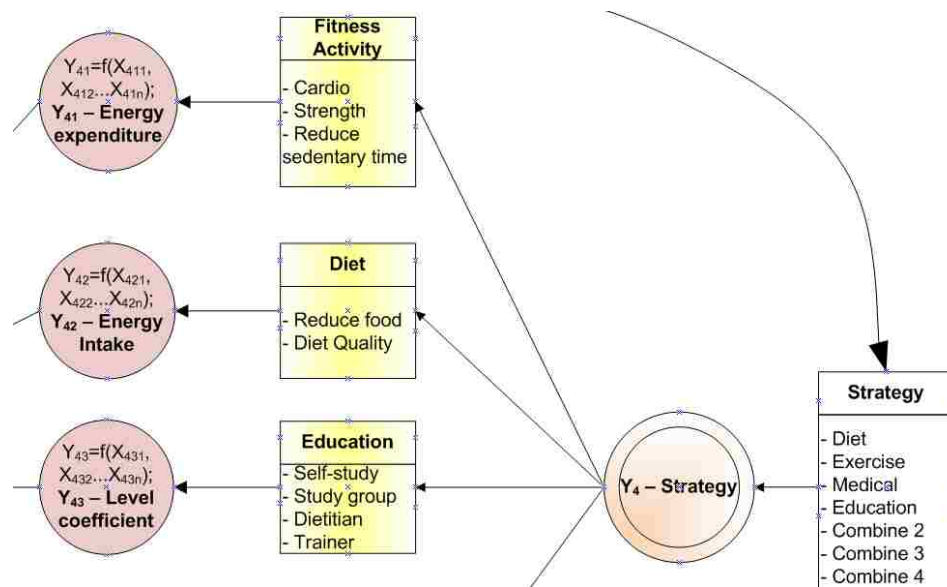 Y₄₁=f(X₄₁₁,
X₄₁₂...X₄₁ₙ);
Y₄₁ – Energy
expenditure
Fitness
Activity
- Cardio
- Strength
- Reduce
sedentary time
Y₄₂=f(X₄₂₁,
X₄₂₂...X₄₂ₙ);
Y₄₂ – Energy
Intake
Diet
- Reduce food
- Diet Quality
Y₄₃=f(X₄₃₁,
X₄₃₂...X₄₃ₙ);
Y₄₃ – Level
coefficient
Education
- Self-study
- Study group
- Dietitian
- Trainer
Y₄ – Strategy
Strategy
- Diet
- Exercise
- Medical
- Education
- Combine 2
- Combine 3
- Combine 4